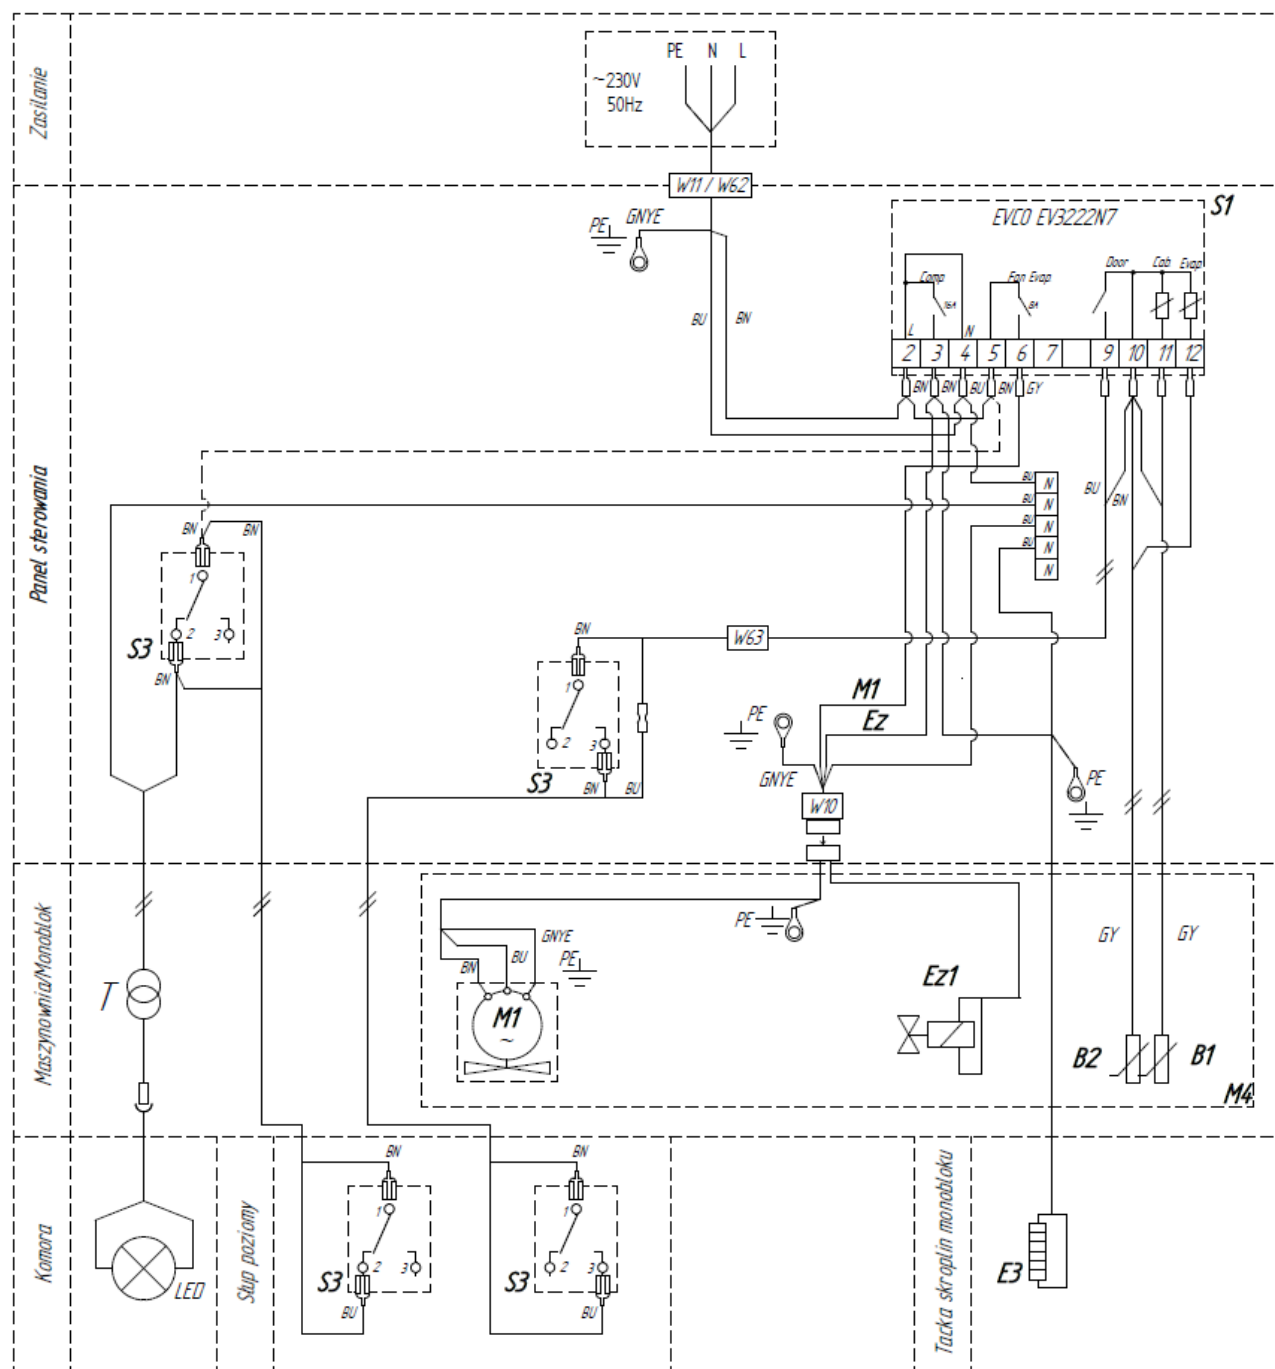 Zasilanie
PE N L
~230V
50Hz
W11 / W62
Panel sterowania
PE
GNYE
BU
BN
EVCO EV3222N7
S1
Comp
16A
Fan Evap
8A
Door
Cab
Evap
L
N
2 3 4 5 6 7 9 10 11 12
BN BN BU BN GY
BU N
BU N
BU N
BU N
N
BU
BN
BN
BN
1
2
3
S3
BN
BN
W63
1
2
3
S3
BN
BU
M1
Ez
PE
GNYE
W10
PE
Maszynownia/Monoblok
T
PE
GNYE
BU
BN
PE
M1
~
Ez1
GY
GY
B2
B1
M4
Komora
LED
Słup poziomy
BN
1
2
3
S3
BU
BN
1
2
3
S3
BU
Tacka skroplin monobloku
E3